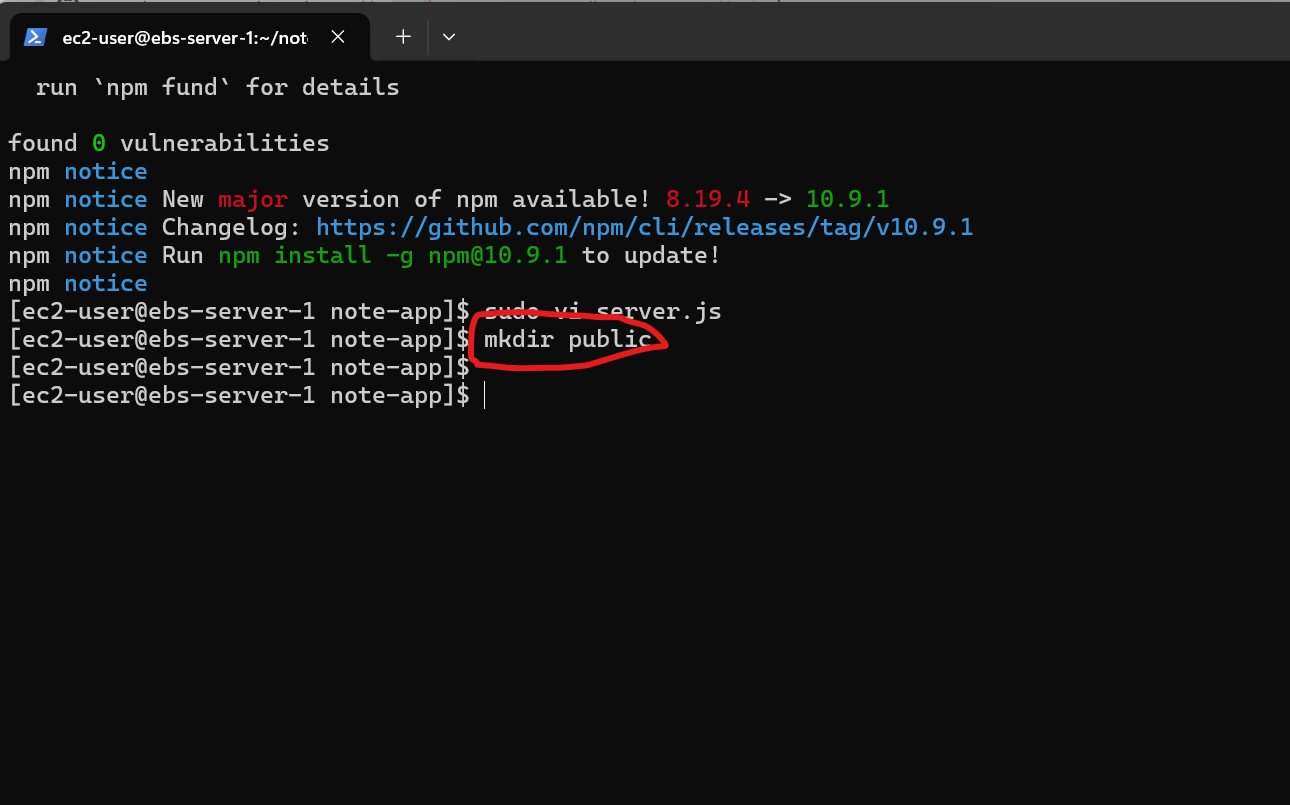 ec2-user@ebs-server-1:~/not
run `npm fund` for details
found 0 vulnerabilities
npm notice
npm notice New major version of npm available! 8.19.4 -> 10.9.1
npm notice Changelog: https://github.com/npm/cli/releases/tag/v10.9.1
npm notice Run npm install -g npm@10.9.1 to update!
npm notice
[ec2-user@ebs-server-1 note-app]$ sudo vi server.js
[ec2-user@ebs-server-1 note-app]$ mkdir public
[ec2-user@ebs-server-1 note-app]$
[ec2-user@ebs-server-1 note-app]$